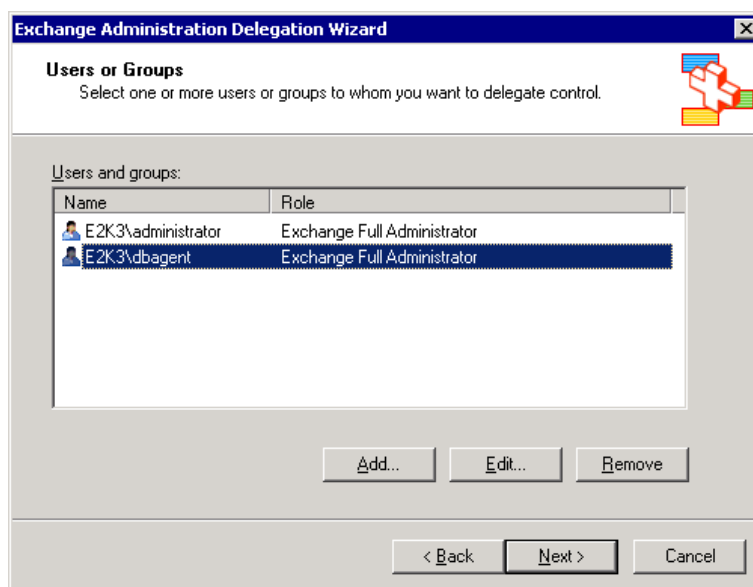 Exchange Administration Delegation Wizard
Users or Groups
Select one or more users or groups to whom you want to delegate control.
Users and groups:
Name Role
E2K3\administrator Exchange Full Administrator
E2K3\dbagent Exchange Full Administrator
Add... Edit... Remove
< Back Next > Cancel